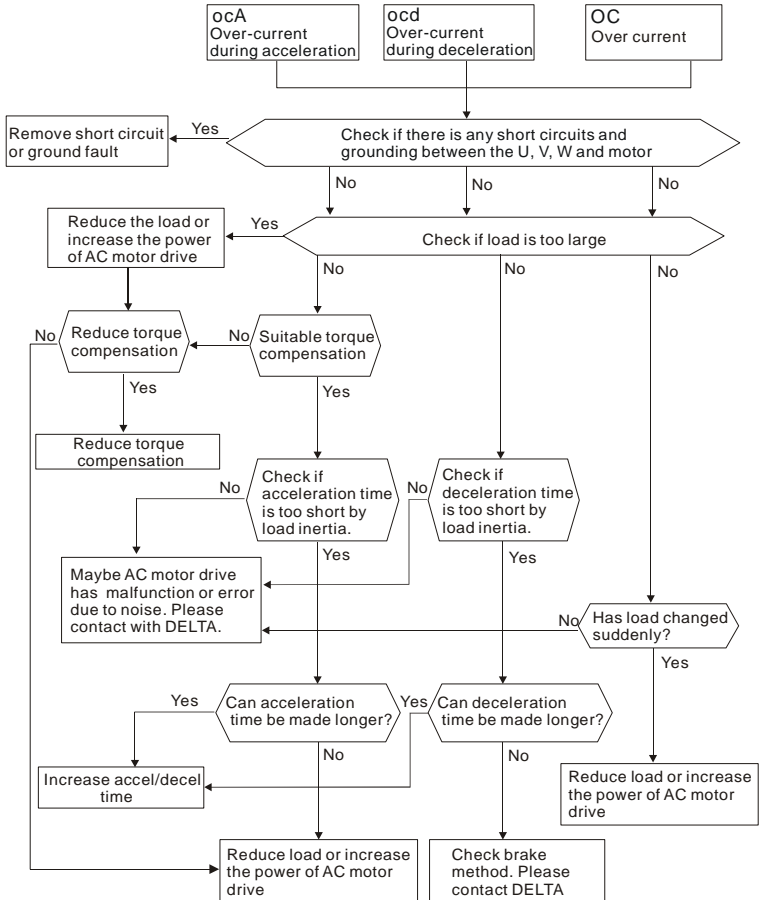 ocA
Over-current
during acceleration
ocd
Over-current
during deceleration
OC
Over current
Remove short circuit
or ground fault
Yes
Check if there is any short circuits and
grounding between the U, V, W and motor
No
No
No
Reduce the load or
increase the power
of AC motor drive
Yes
Check if load is too large
No
No
No
No
Reduce torque
compensation
No
Suitable torque
compensation
Yes
Yes
Reduce torque
compensation
No
Check if
acceleration time
is too short by
load inertia.
No
Check if
deceleration time
is too short by
load inertia.
Yes
Yes
Maybe AC motor drive
has malfunction or error
due to noise. Please
contact with DELTA.
No
Has load changed
suddenly?
Yes
Yes
Can acceleration
time be made longer?
Yes
Can deceleration
time be made longer?
No
No
Increase accel/decel
time
Reduce load or increase
the power of AC motor
drive
Reduce load or increase
the power of AC motor
drive
Check brake
method. Please
contact DELTA